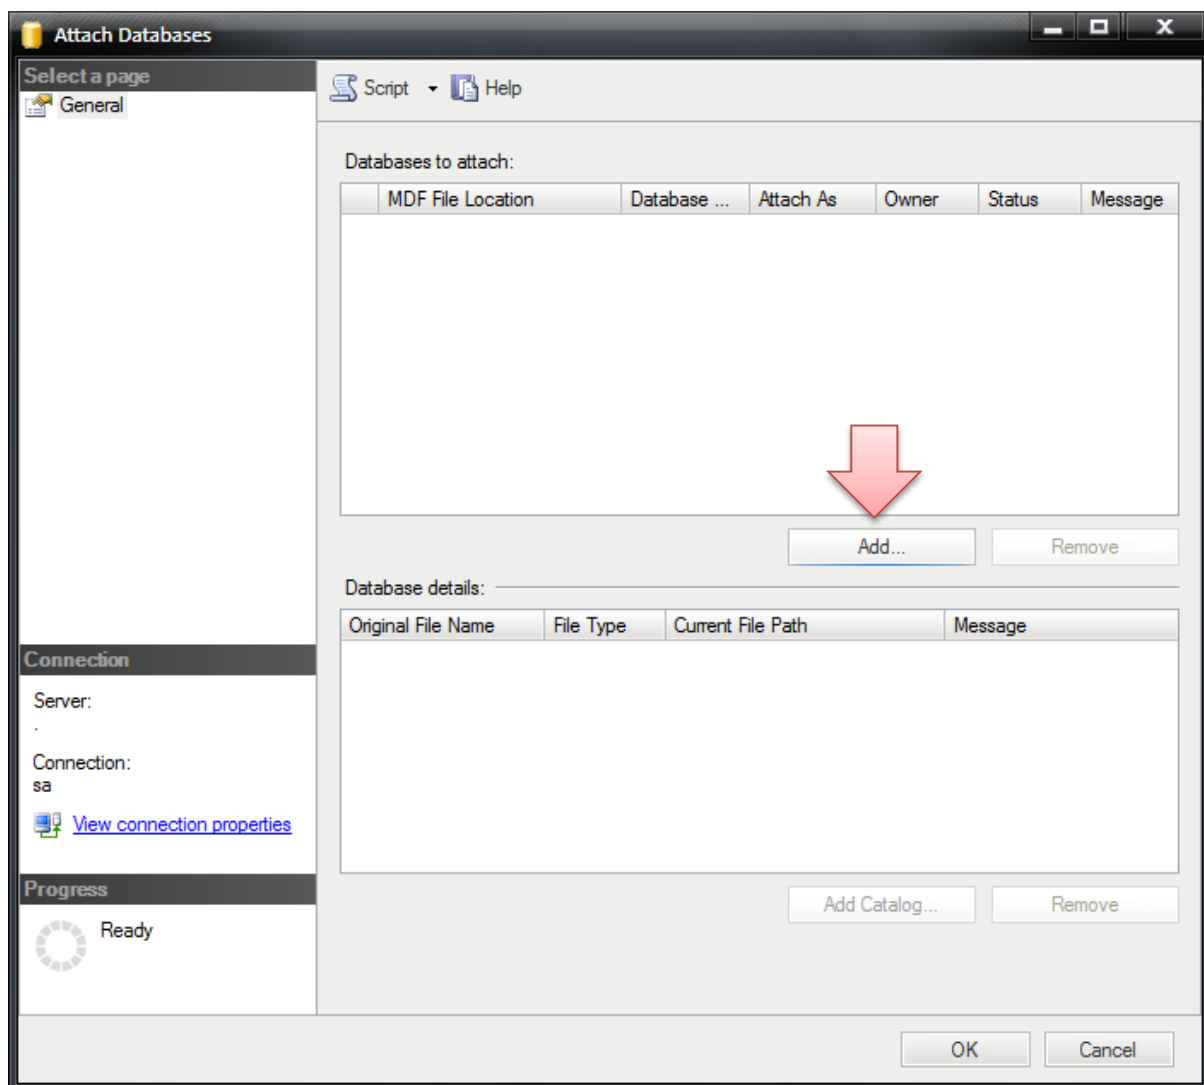 Attach Databases
Select a page
General
Script
Help
Databases to attach:
MDF File Location
Database ...
Attach As
Owner
Status
Message
Add...
Remove
Database details:
Original File Name
File Type
Current File Path
Message
Add Catalog...
Remove
Connection
Server:
.
Connection:
sa
View connection properties
Progress
Ready
OK
Cancel